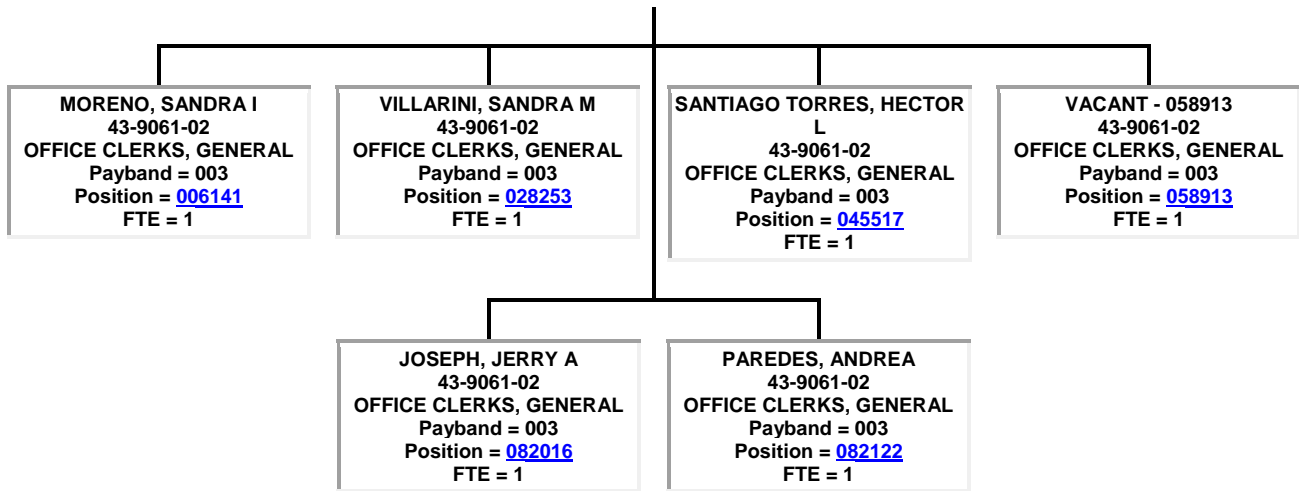 MORENO, SANDRA I
43-9061-02
OFFICE CLERKS, GENERAL
Payband = 003
Position = 006141
FTE = 1
VILLARINI, SANDRA M
43-9061-02
OFFICE CLERKS, GENERAL
Payband = 003
Position = 028253
FTE = 1
SANTIAGO TORRES, HECTOR
L
43-9061-02
OFFICE CLERKS, GENERAL
Payband = 003
Position = 045517
FTE = 1
VACANT - 058913
43-9061-02
OFFICE CLERKS, GENERAL
Payband = 003
Position = 058913
FTE = 1
JOSEPH, JERRY A
43-9061-02
OFFICE CLERKS, GENERAL
Payband = 003
Position = 082016
FTE = 1
PAREDES, ANDREA
43-9061-02
OFFICE CLERKS, GENERAL
Payband = 003
Position = 082122
FTE = 1